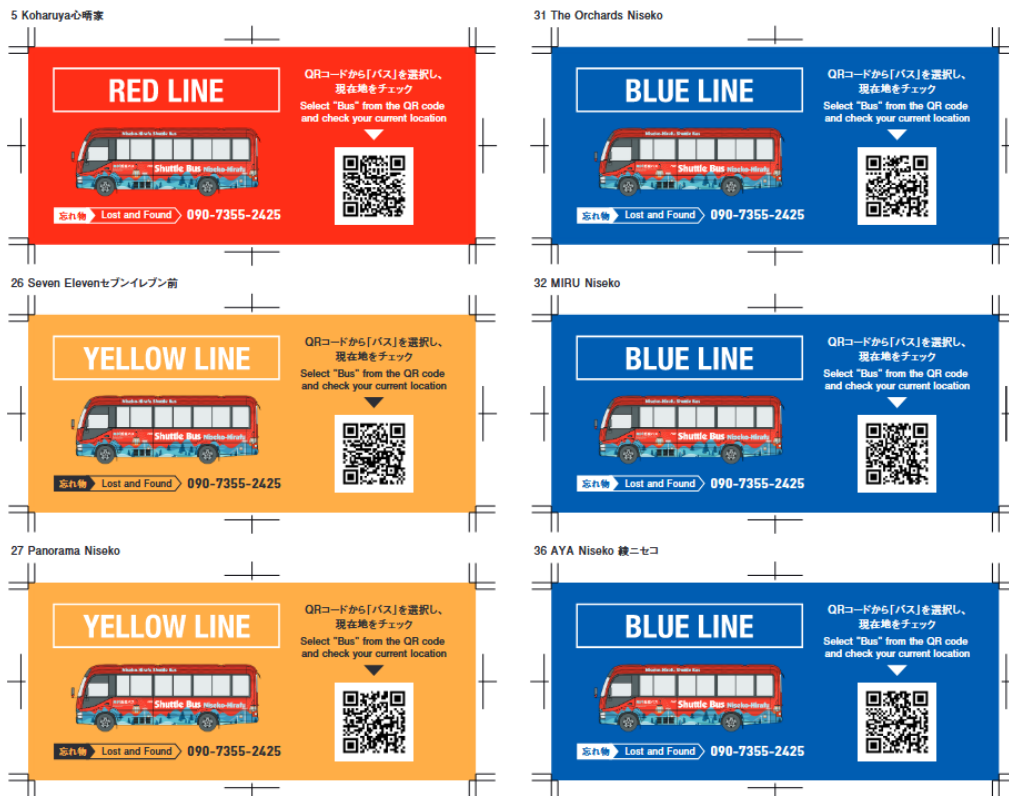 5 Koharuya心晴家
RED LINE
QRコードから「バス」を選択し、
現在地をチェック
Select "Bus" from the QR code
and check your current location
Shuttle Bus Niseko-Hirafu
忘れ物 Lost and Found 090-7355-2425
26 Seven Elevenセブンイレブン前
YELLOW LINE
QRコードから「バス」を選択し、
現在地をチェック
Select "Bus" from the QR code
and check your current location
Shuttle Bus Niseko-Hirafu
忘れ物 Lost and Found 090-7355-2425
27 Panorama Niseko
YELLOW LINE
QRコードから「バス」を選択し、
現在地をチェック
Select "Bus" from the QR code
and check your current location
Shuttle Bus Niseko-Hirafu
忘れ物 Lost and Found 090-7355-2425
31 The Orchards Niseko
BLUE LINE
QRコードから「バス」を選択し、
現在地をチェック
Select "Bus" from the QR code
and check your current location
Shuttle Bus Niseko-Hirafu
忘れ物 Lost and Found 090-7355-2425
32 MIRU Niseko
BLUE LINE
QRコードから「バス」を選択し、
現在地をチェック
Select "Bus" from the QR code
and check your current location
Shuttle Bus Niseko-Hirafu
忘れ物 Lost and Found 090-7355-2425
36 AYA Niseko 綾ニセコ
BLUE LINE
QRコードから「バス」を選択し、
現在地をチェック
Select "Bus" from the QR code
and check your current location
Shuttle Bus Niseko-Hirafu
忘れ物 Lost and Found 090-7355-2425